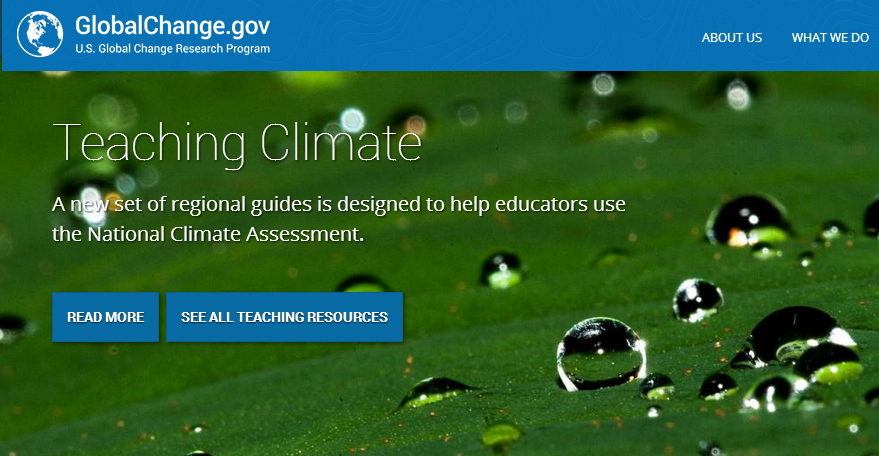 GlobalChange.gov
U.S. Global Change Research Program
ABOUT US WHAT WE DO
Teaching Climate
A new set of regional guides is designed to help educators use
the National Climate Assessment.
READ MORE SEE ALL TEACHING RESOURCES